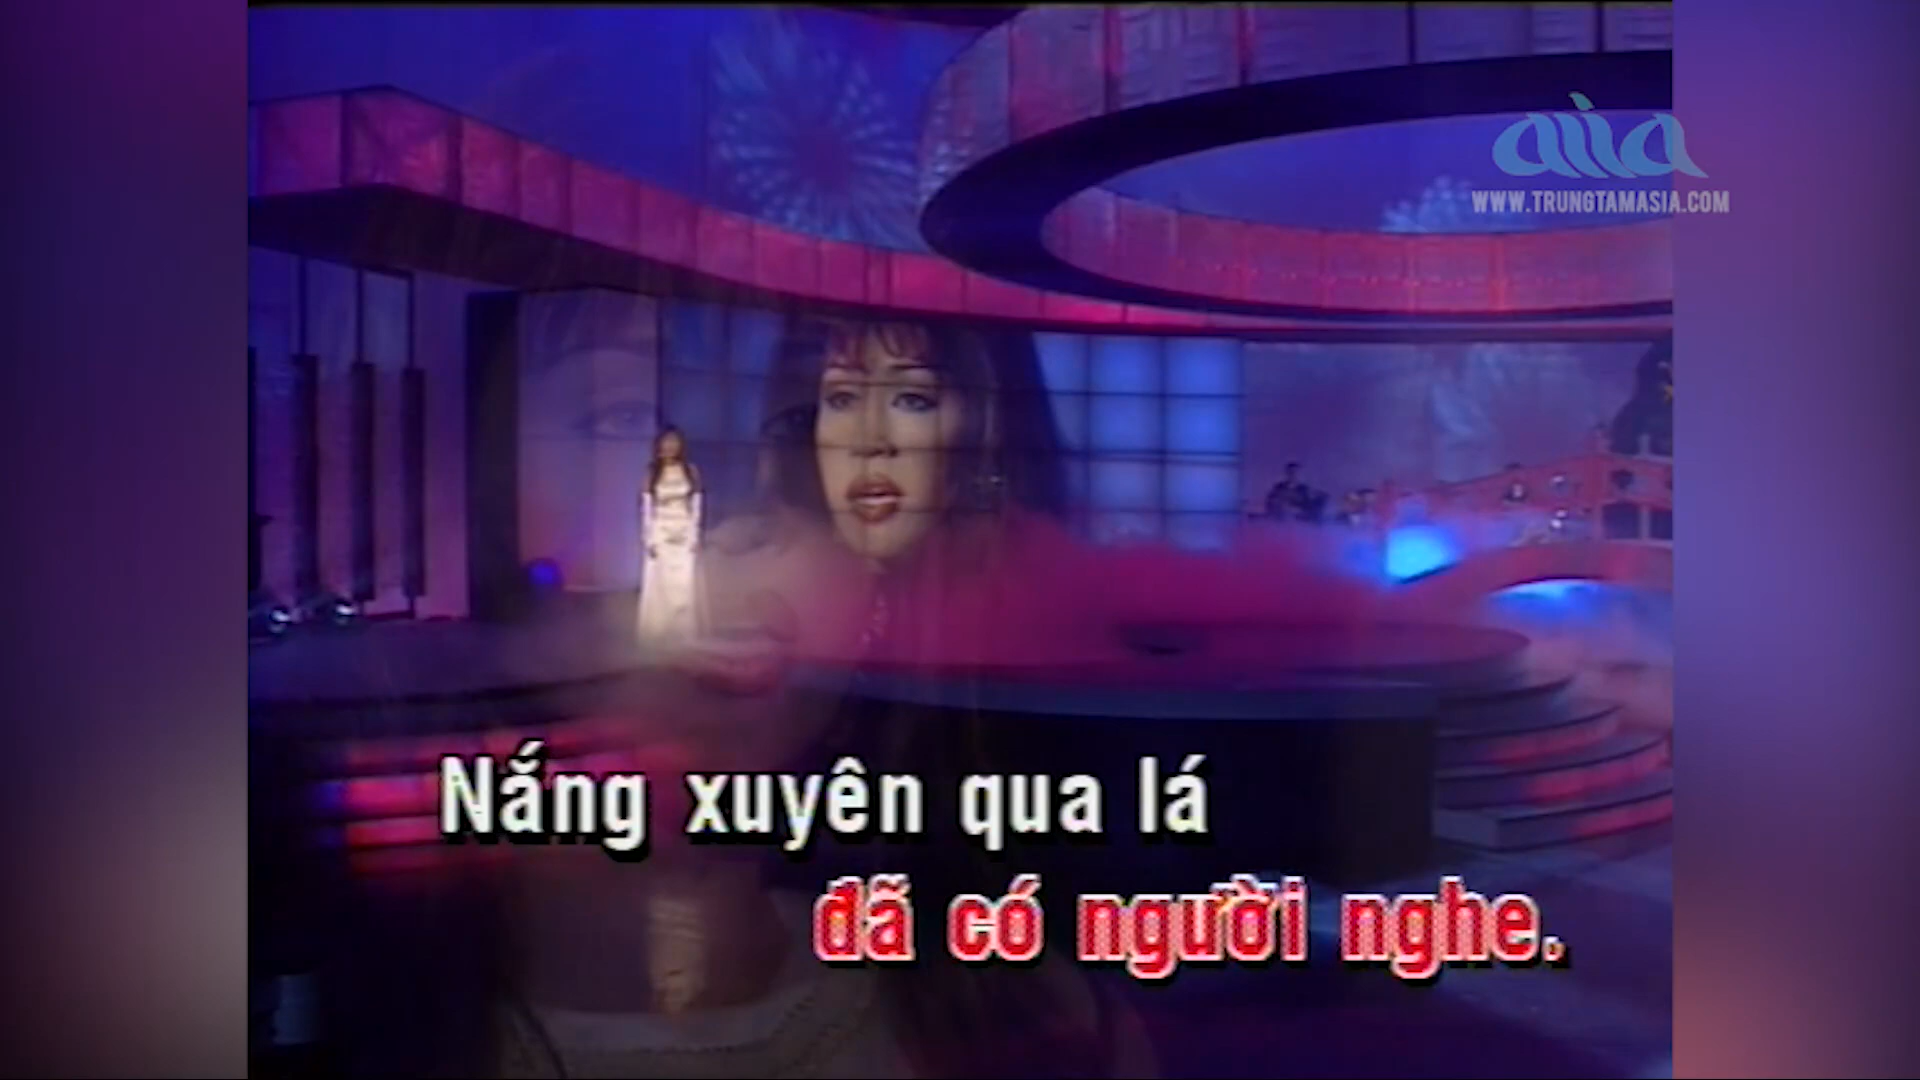 asia
WWW.TRUNGTAMASIA.COM
Nắng xuyên qua lá
đã có người nghe.